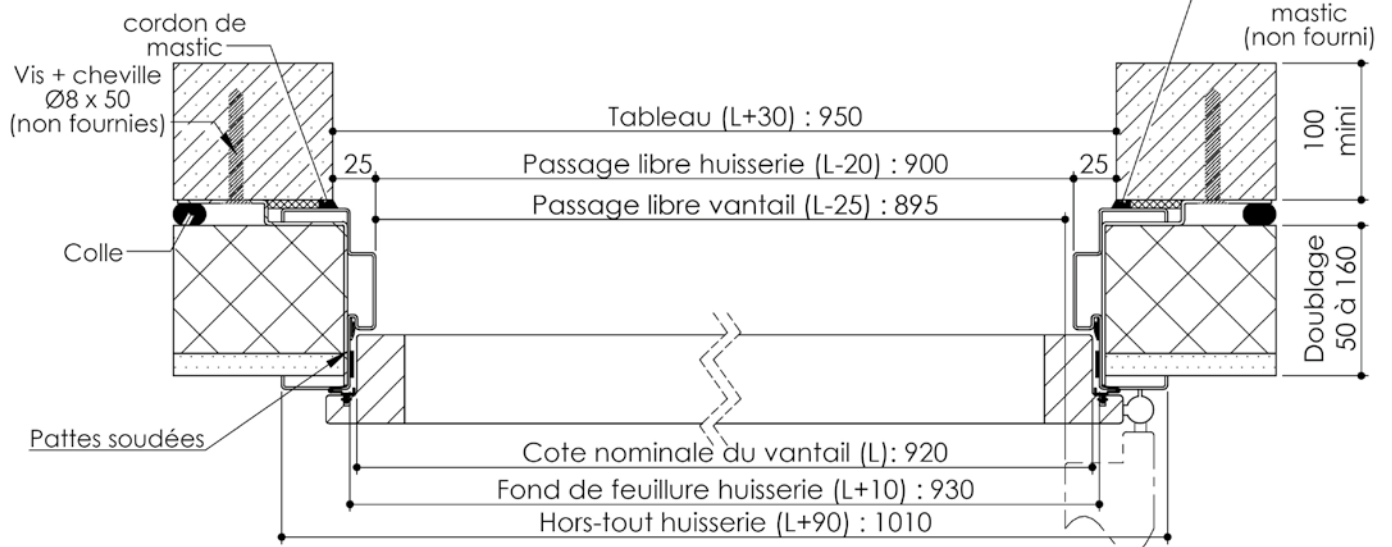 cordon de
mastic
Vis + cheville
Ø8 x 50
(non fournies)
mastic
(non fourni)
Tableau (L+30) : 950
100
mini
25
Passage libre huisserie (L-20) : 900
25
Passage libre vantail (L-25) : 895
Colle
Doublage
50 à 160
Pattes soudées
Cote nominale du vantail (L): 920
Fond de feuillure huisserie (L+10) : 930
Hors-tout huisserie (L+90) : 1010